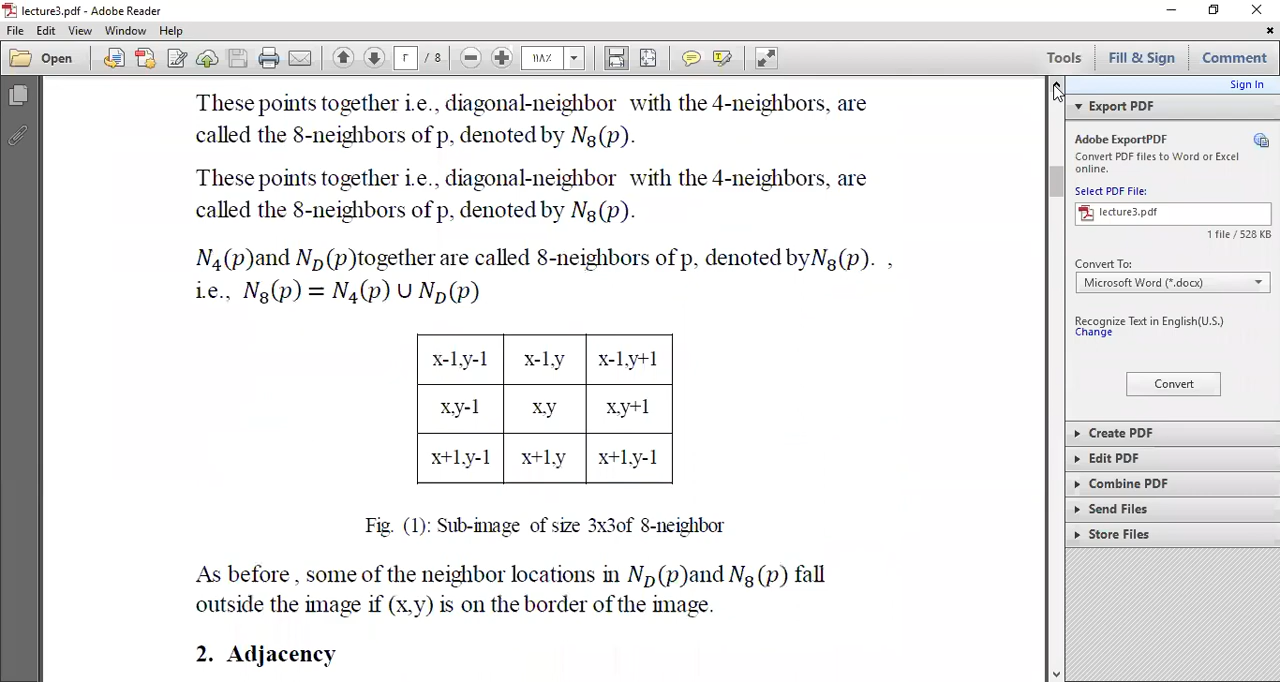 lecture3.pdf - Adobe Reader
File Edit View Window Help
Open ٢ / 8 ١١٨٪ Tools Fill & Sign Comment
Sign In
These points together i.e., diagonal-neighbor with the 4-neighbors, are
called the 8-neighbors of p, denoted by N₈(p).
These points together i.e., diagonal-neighbor with the 4-neighbors, are
called the 8-neighbors of p, denoted by N₈(p).
N₄(p)and N_D(p)together are called 8-neighbors of p, denoted byN₈(p). ,
i.e., N₈(p) = N₄(p) ∪ N_D(p)
x-1,y-1 x-1,y x-1,y+1
x,y-1 x,y x,y+1
x+1,y-1 x+1,y x+1,y-1
Fig. (1): Sub-image of size 3x3of 8-neighbor
As before , some of the neighbor locations in N_D(p)and N₈(p) fall
outside the image if (x,y) is on the border of the image.
2. Adjacency
Export PDF
Adobe ExportPDF
Convert PDF files to Word or Excel
online.
Select PDF File:
lecture3.pdf
1 file / 528 KB
Convert To:
Microsoft Word (*.docx)
Recognize Text in English(U.S.)
Change
Convert
Create PDF
Edit PDF
Combine PDF
Send Files
Store Files